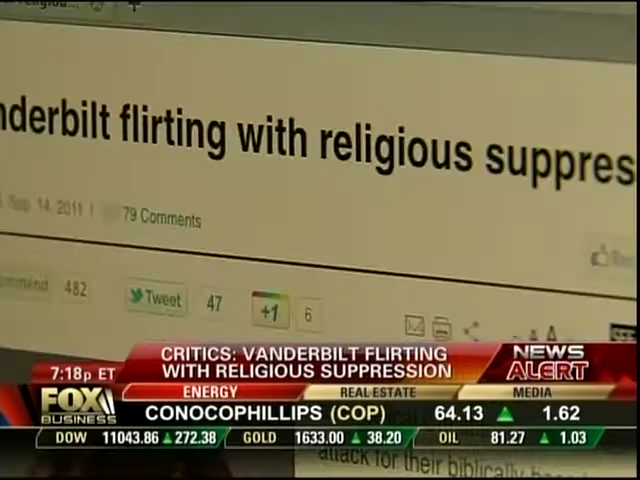 nderbilt flirting with religious suppres
Sep 14, 2011 | 79 Comments
482
Tweet 47 +1 6
CRITICS: VANDERBILT FLIRTING
WITH RELIGIOUS SUPPRESSION
NEWS
ALERT
7:18p ET
ENERGY REAL ESTATE MEDIA
FOX
BUSINESS
CONOCOPHILLIPS (COP) 64.13 ▲ 1.62
DOW 11043.86 ▲ 272.38 GOLD 1633.00 ▲ 38.20 OIL 81.27 ▲ 1.03
attack for their biblically